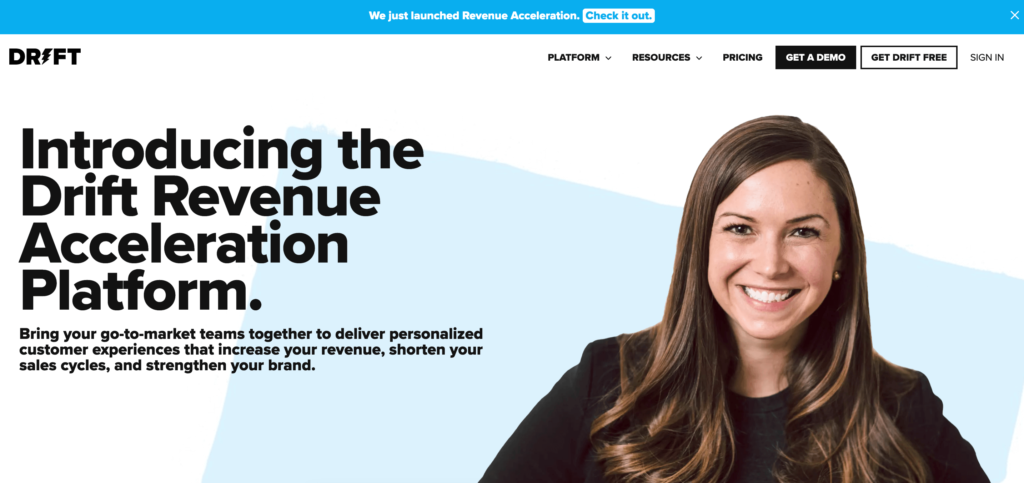 We just launched Revenue Acceleration. Check it out.
DRIFT
PLATFORM RESOURCES PRICING GET A DEMO GET DRIFT FREE SIGN IN
Introducing the
Drift Revenue
Acceleration
Platform.
Bring your go-to-market teams together to deliver personalized
customer experiences that increase your revenue, shorten your
sales cycles, and strengthen your brand.